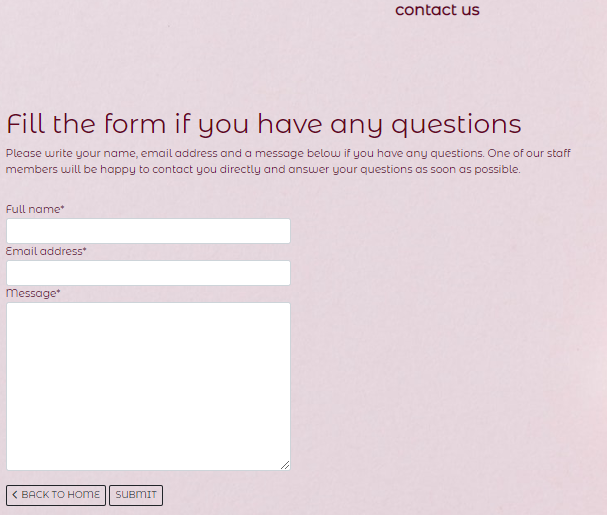 contact us
Fill the form if you have any questions
Please write your name, email address and a message below if you have any questions. One of our staff
members will be happy to contact you directly and answer your questions as soon as possible.
Full name*
Email address*
Message*
BACK TO HOME SUBMIT